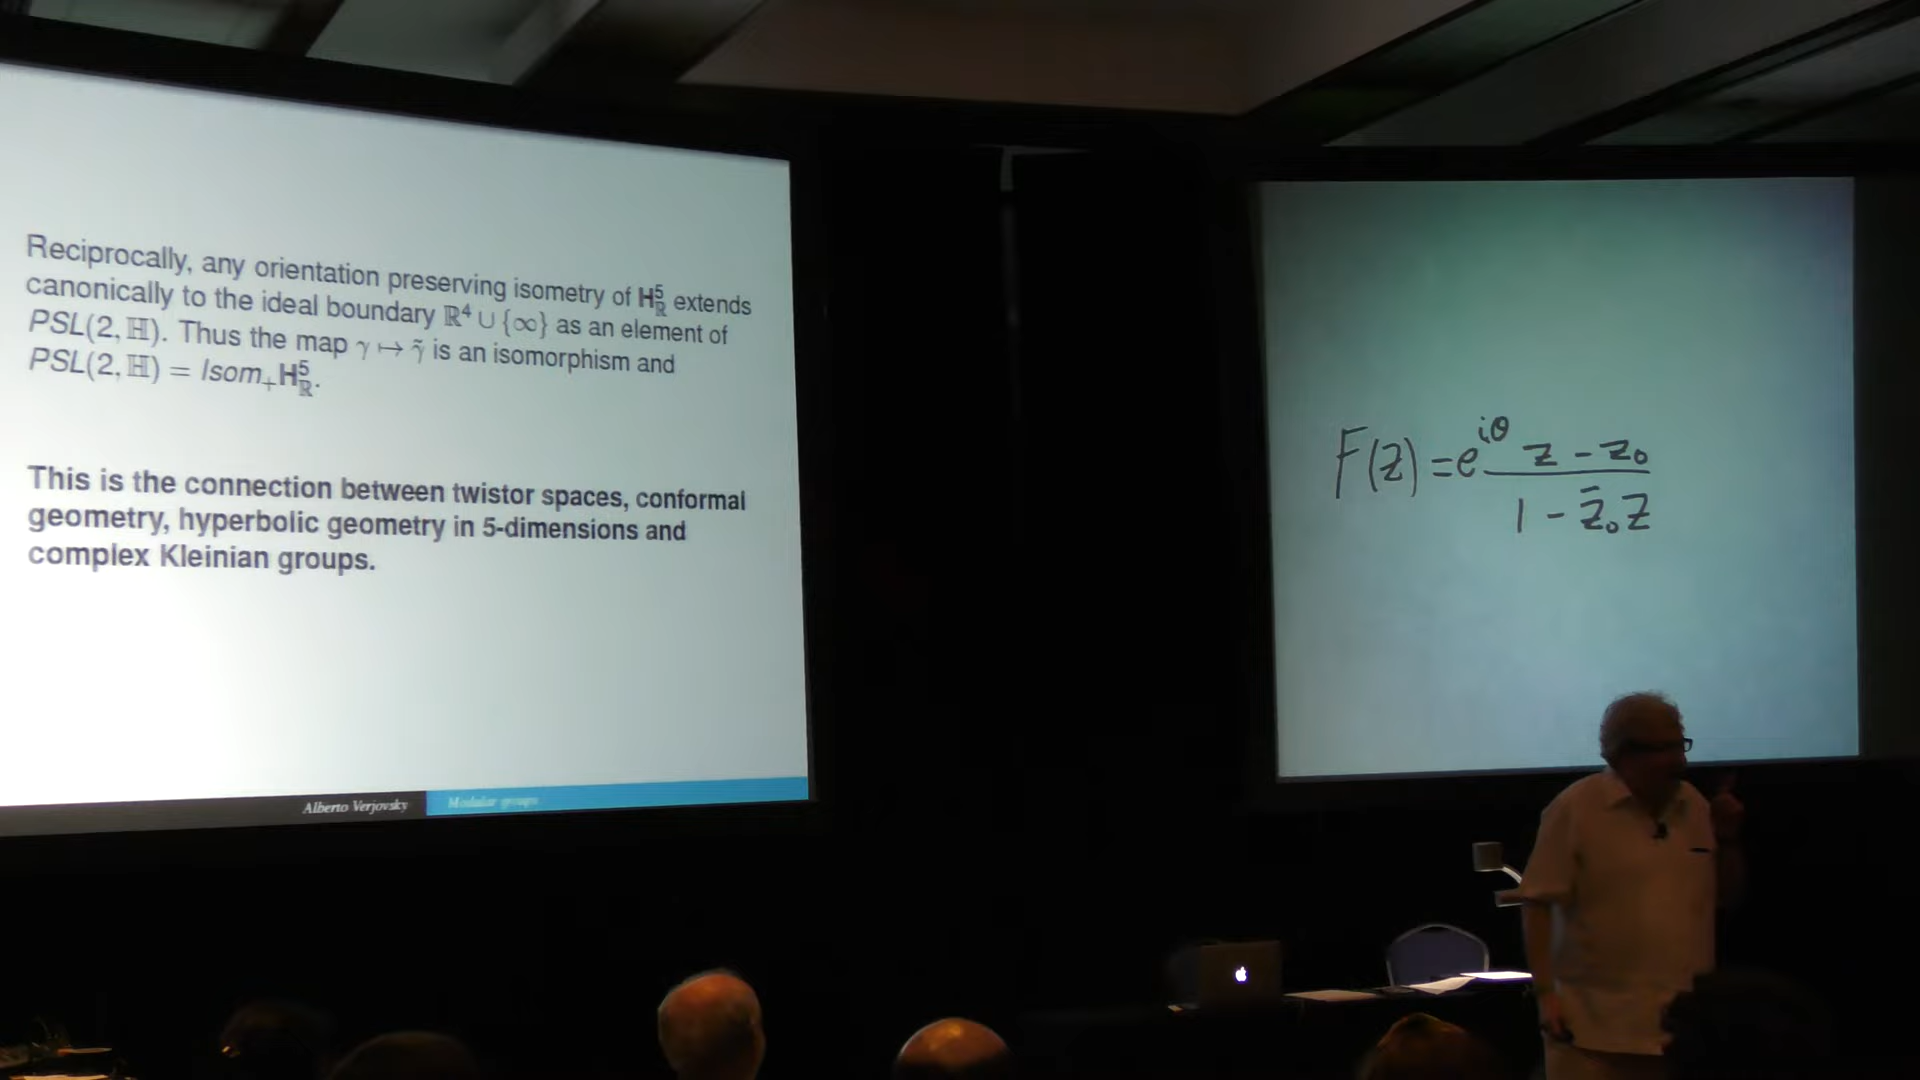 Reciprocally, any orientation preserving isometry of H⁵_ℝ extends
canonically to the ideal boundary ℝ⁴ ∪ {∞} as an element of
PSL(2, ℍ). Thus the map γ ↦ γ̃ is an isomorphism and
PSL(2, ℍ) = Isom₊H⁵_ℝ.
This is the connection between twistor spaces, conformal
geometry, hyperbolic geometry in 5-dimensions and
complex Kleinian groups.
Alberto Verjovsky Modular groups
F(z) = e^{iθ} (z - z₀) / (1 - z̄₀z)